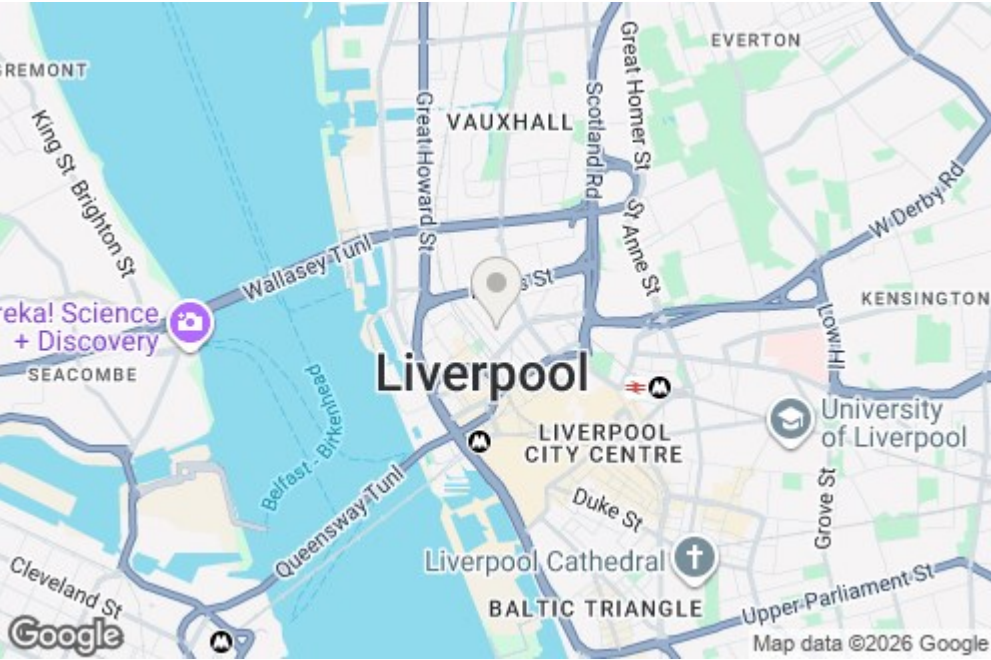 EVERTON
Great Homer St
GREMONT
King St
Brighton St
Great Howard St
VAUXHALL
Scotland Rd
W Derby Rd
St Anne St
Wallasey Tunl
St
KENSINGTON
reka! Science
+ Discovery
Low Hill
SEACOMBE
Liverpool
Belfast - Birkenhead
University
of Liverpool
LIVERPOOL
CITY CENTRE
Queensway Tunl
Duke St
Grove St
Liverpool Cathedral
Cleveland St
BALTIC TRIANGLE
Upper Parliament St
Google
Map data ©2026 Google